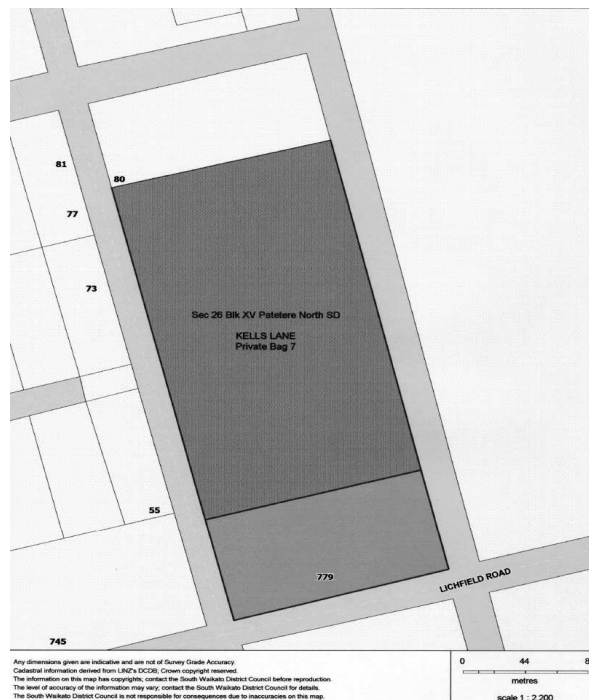 81
80
77
73
Sec 26 Blk XV Patetere North SD
KELLS LANE
Private Bag 7
55
779
LICHFIELD ROAD
745
Any dimensions given are indicative and are not of Survey Grade Accuracy.
Cadastral information derived from LINZ's DCDB; Crown copyright reserved.
The information on this map has copyrights; contact the South Waikato District Council before reproduction.
The level of accuracy of the information may vary; contact the South Waikato District Council for details.
The South Waikato District Council is not responsible for consequences due to inaccuracies on this map.
0 44
metres
scale 1 : 2,200